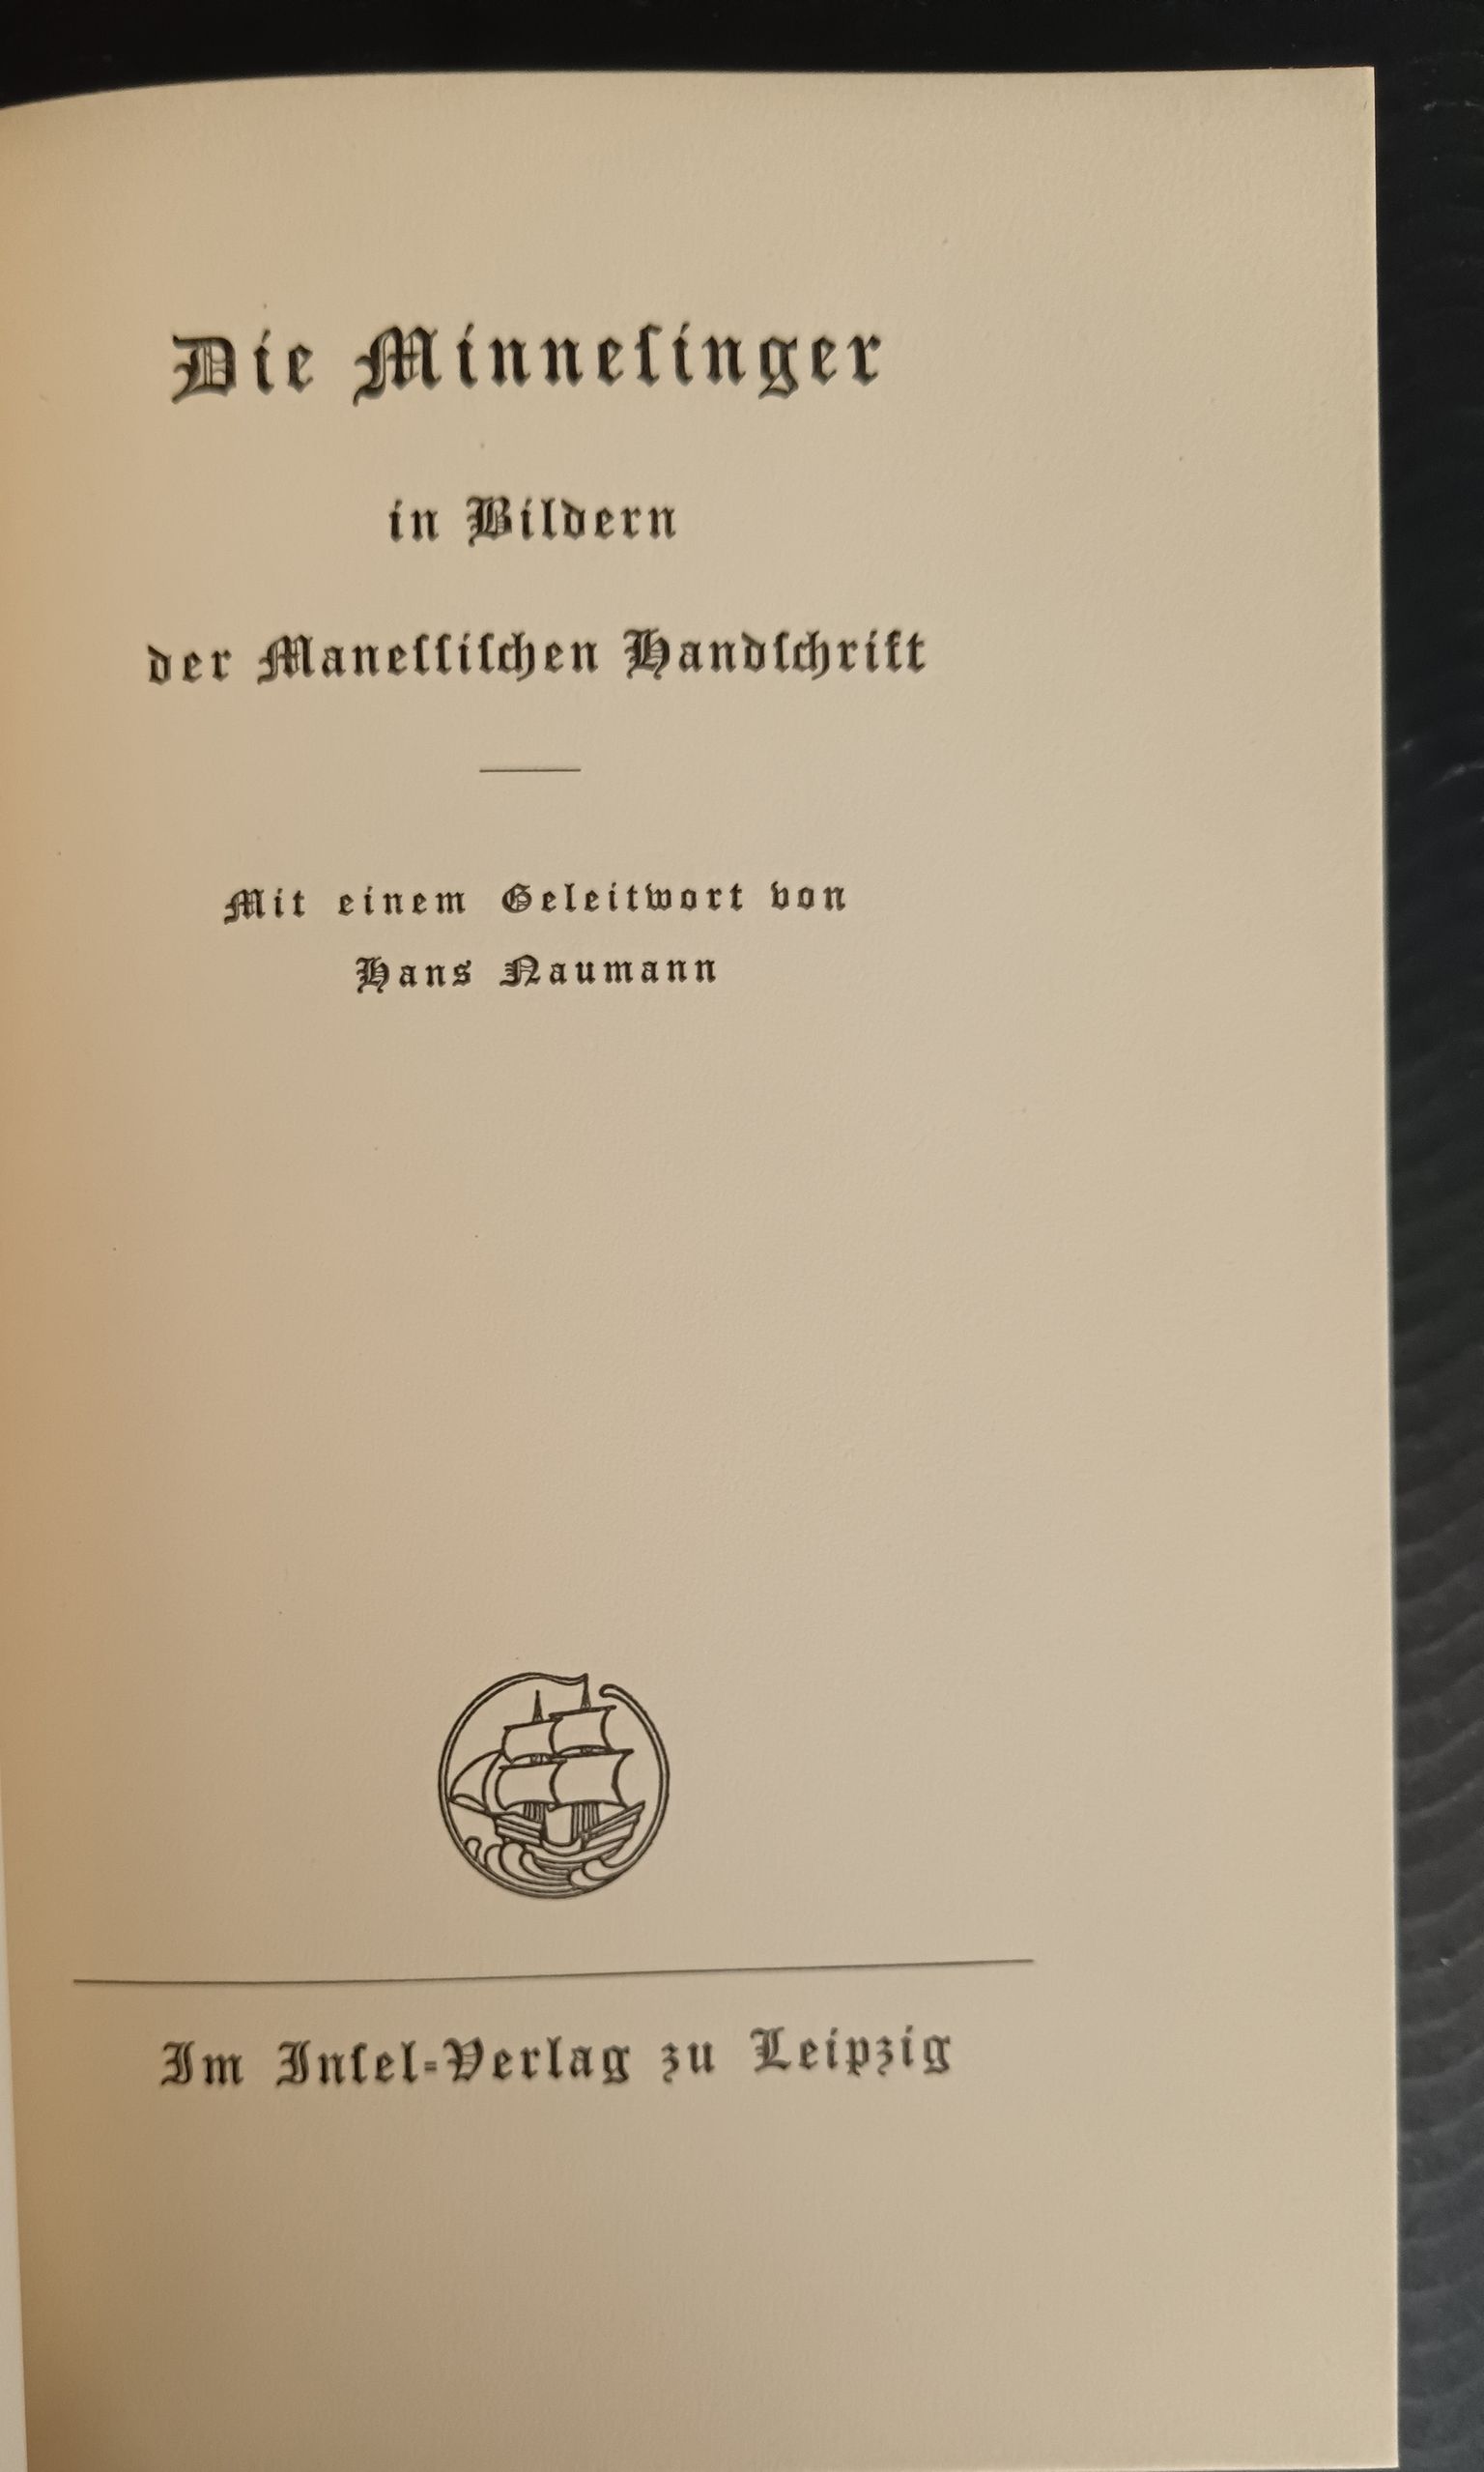 Die Minneſinger
in Bildern
der Maneſſiſchen Handſchrift
Mit einem Geleitwort von
Hans Naumann
Im Inſel-Verlag zu Leipzig